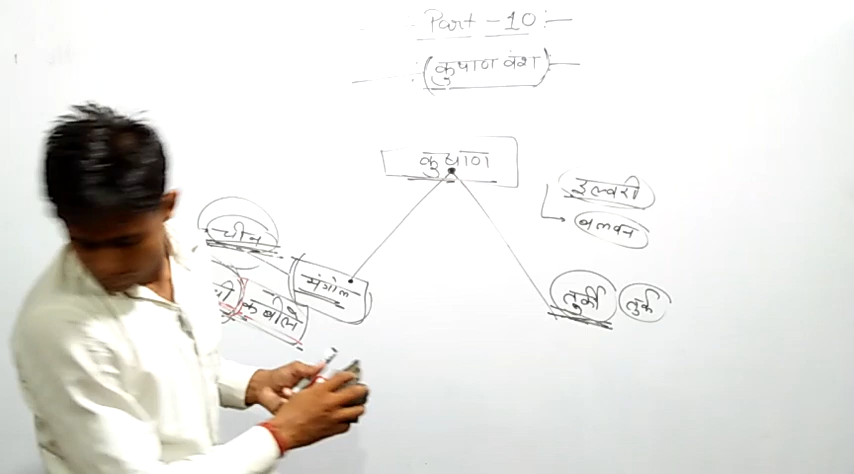 Part - 10 :-
(कुषाण वंश)
कुषाण
इल्बरी
बलबन
चीन
मंगोल
कबीले
तुर्की
तुर्क